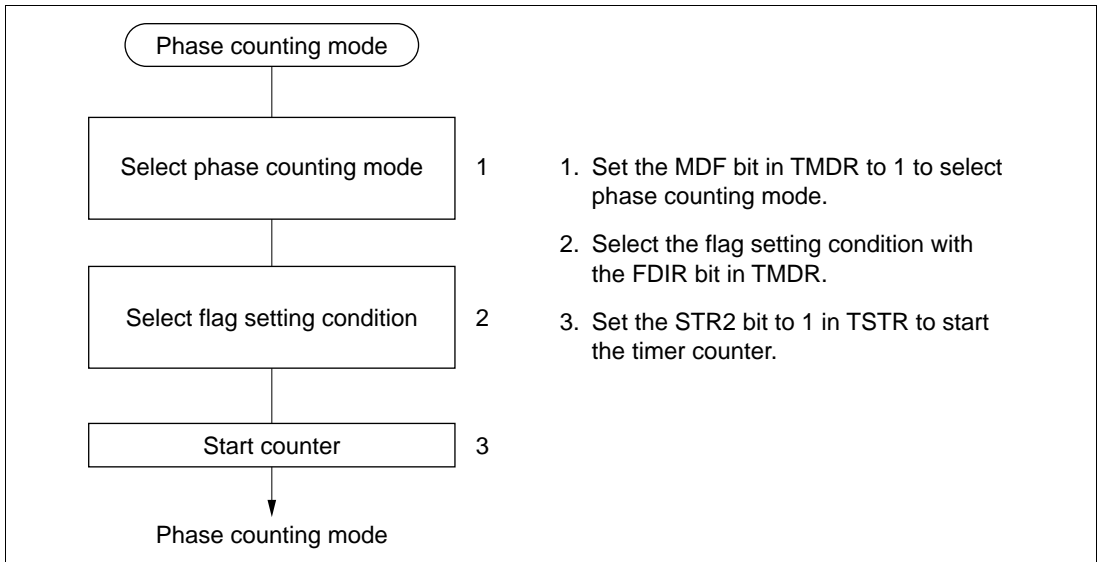 Phase counting mode
Select phase counting mode 1
Select flag setting condition 2
Start counter 3
Phase counting mode
1. Set the MDF bit in TMDR to 1 to select
phase counting mode.
2. Select the flag setting condition with
the FDIR bit in TMDR.
3. Set the STR2 bit to 1 in TSTR to start
the timer counter.